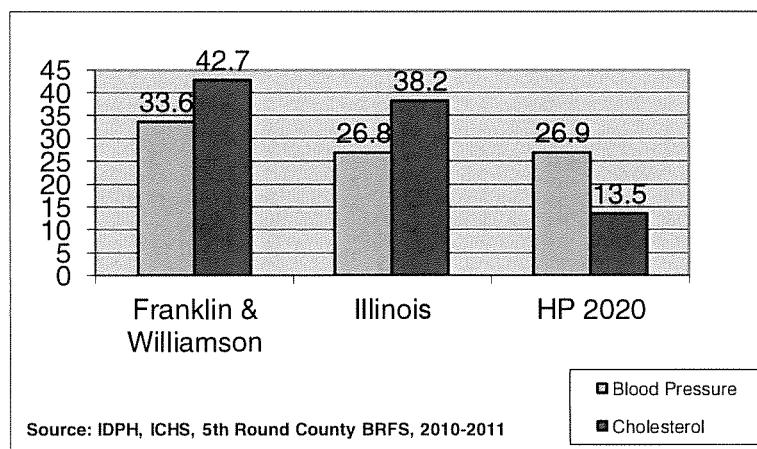 45
40
35
30
25
20
15
10
5
0
33.6
42.7
26.8
38.2
26.9
13.5
Franklin &
Williamson
Illinois
HP 2020
Blood Pressure
Cholesterol
Source: IDPH, ICHS, 5th Round County BRFS, 2010-2011